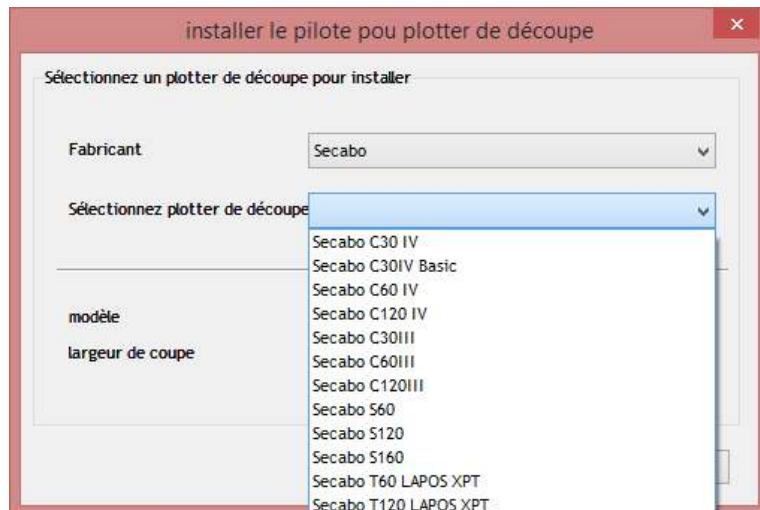 installer le pilote pou plotter de découpe
Sélectionnez un plotter de découpe pour installer
Fabricant
Secabo
Sélectionnez plotter de découpe
Secabo C30 IV
Secabo C30IV Basic
Secabo C60 IV
Secabo C120 IV
modèle
Secabo C30III
largeur de coupe
Secabo C60III
Secabo C120III
Secabo S60
Secabo S120
Secabo S160
Secabo T60 LAPOS XPT
Secabo T120 LAPOS XPT